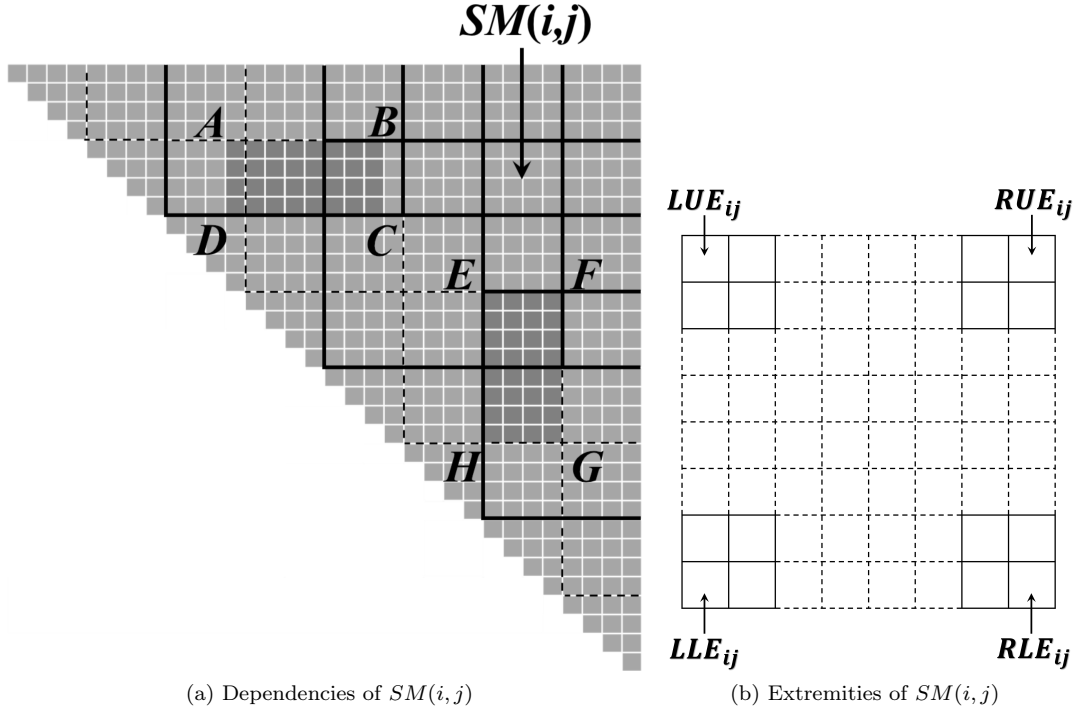 SM(i,j)
A B
D C
E F
H G
LUE_ij RUE_ij
LLE_ij RLE_ij
(a) Dependencies of SM(i, j) (b) Extremities of SM(i, j)